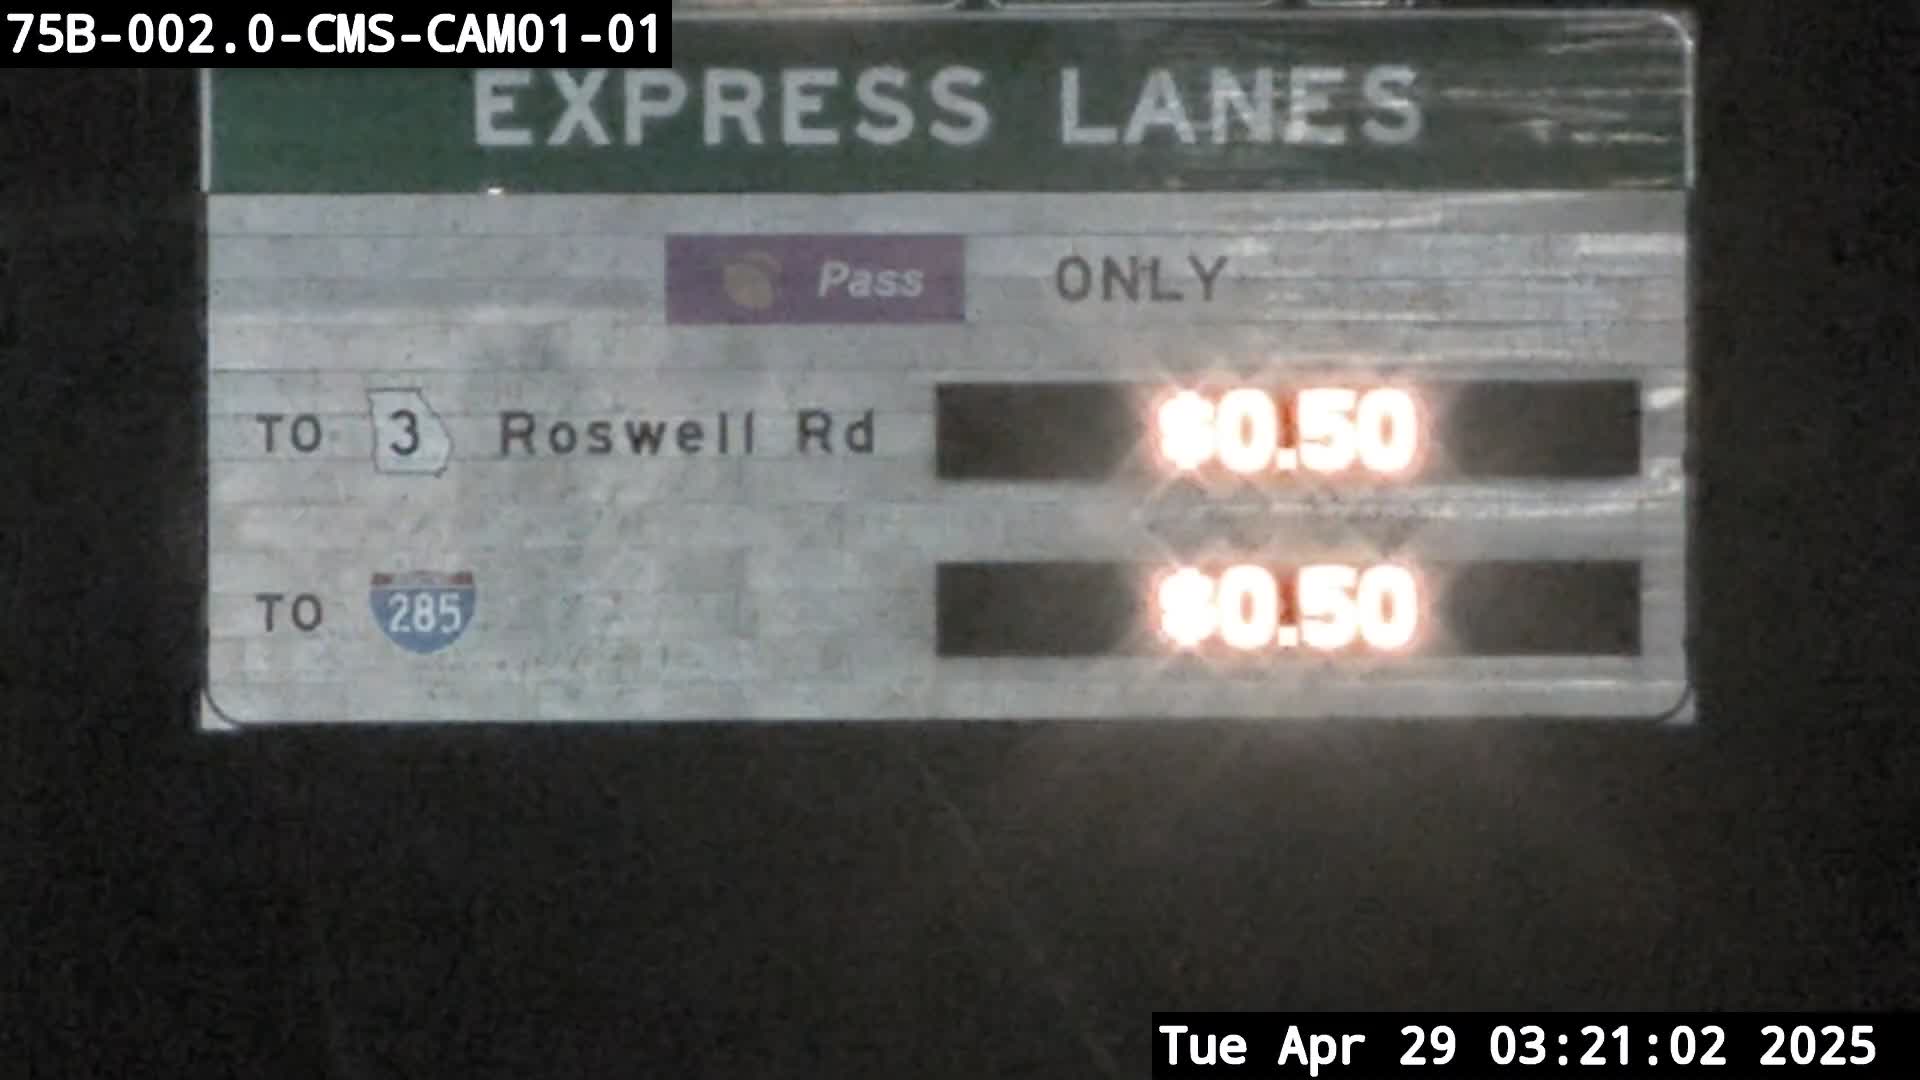 75B-002.0-CMS-CAM01-01
EXPRESS LANES
Pass ONLY
TO 3 Roswell Rd $0.50
TO 285 $0.50
Tue Apr 29 03:21:02 2025